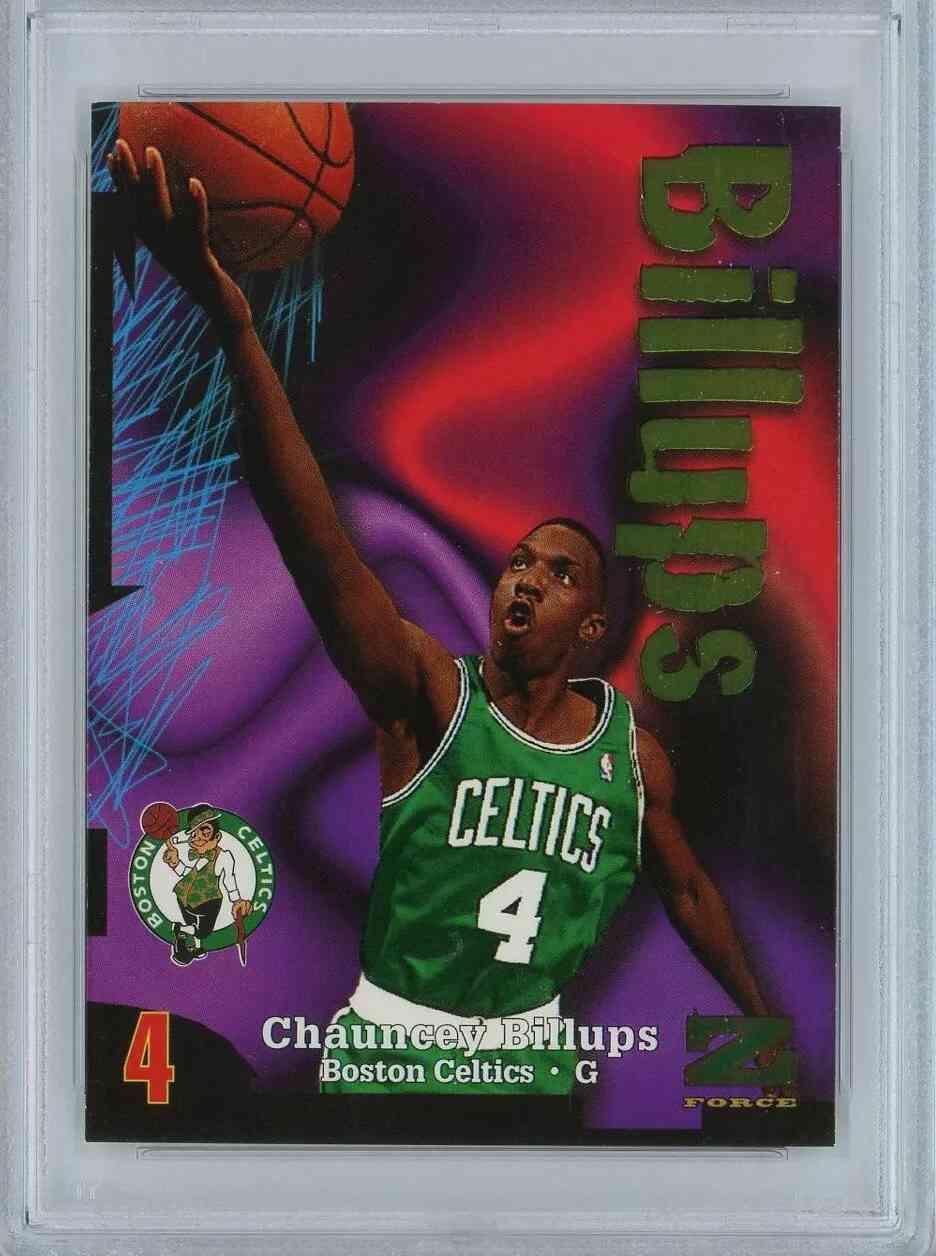 Billups
CELTICS
4
BOSTON CELTICS
4
Chauncey Billups
Boston Celtics • G
Z
FORCE